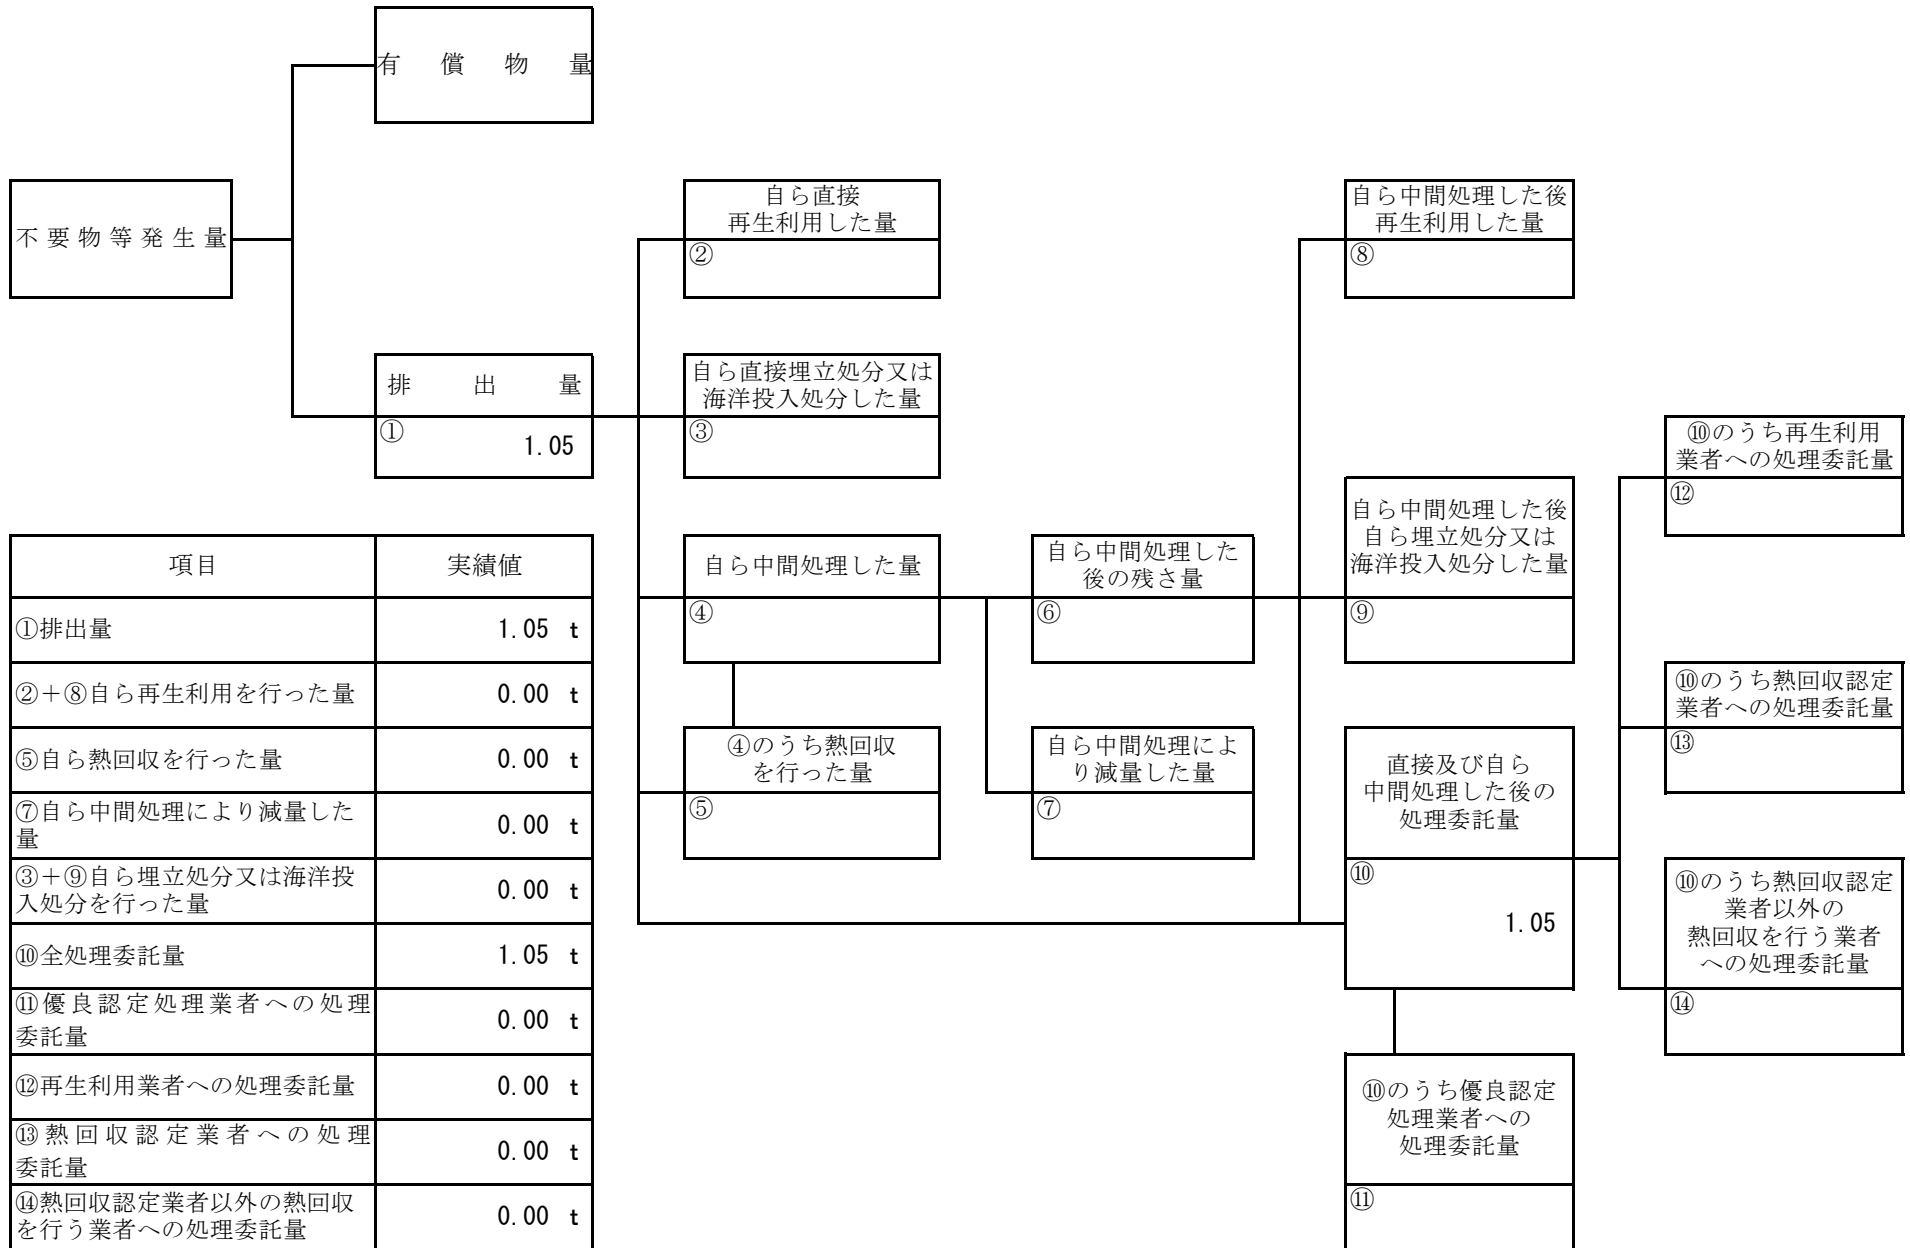 有償物量
不要物等発生量
排出量
①
1.05
自ら直接
再生利用した量
②
自ら直接埋立処分又は
海洋投入処分した量
③
自ら中間処理した量
④
④のうち熱回収
を行った量
⑤
自ら中間処理した
後の残さ量
⑥
自ら中間処理によ
り減量した量
⑦
自ら中間処理した後
再生利用した量
⑧
自ら中間処理した後
自ら埋立処分又は
海洋投入処分した量
⑨
直接及び自ら
中間処理した後の
処理委託量
⑩
1.05
⑩のうち優良認定
処理業者への
処理委託量
⑪
⑩のうち再生利用
業者への処理委託量
⑫
⑩のうち熱回収認定
業者への処理委託量
⑬
⑩のうち熱回収認定
業者以外の
熱回収を行う業者
への処理委託量
⑭
項目 実績値
①排出量 1.05 t
②＋⑧自ら再生利用を行った量 0.00 t
⑤自ら熱回収を行った量 0.00 t
⑦自ら中間処理により減量した
量 0.00 t
③＋⑨自ら埋立処分又は海洋投
入処分を行った量 0.00 t
⑩全処理委託量 1.05 t
⑪優良認定処理業者への処理
委託量 0.00 t
⑫再生利用業者への処理委託量 0.00 t
⑬熱回収認定業者への処理
委託量 0.00 t
⑭熱回収認定業者以外の熱回収
を行う業者への処理委託量 0.00 t